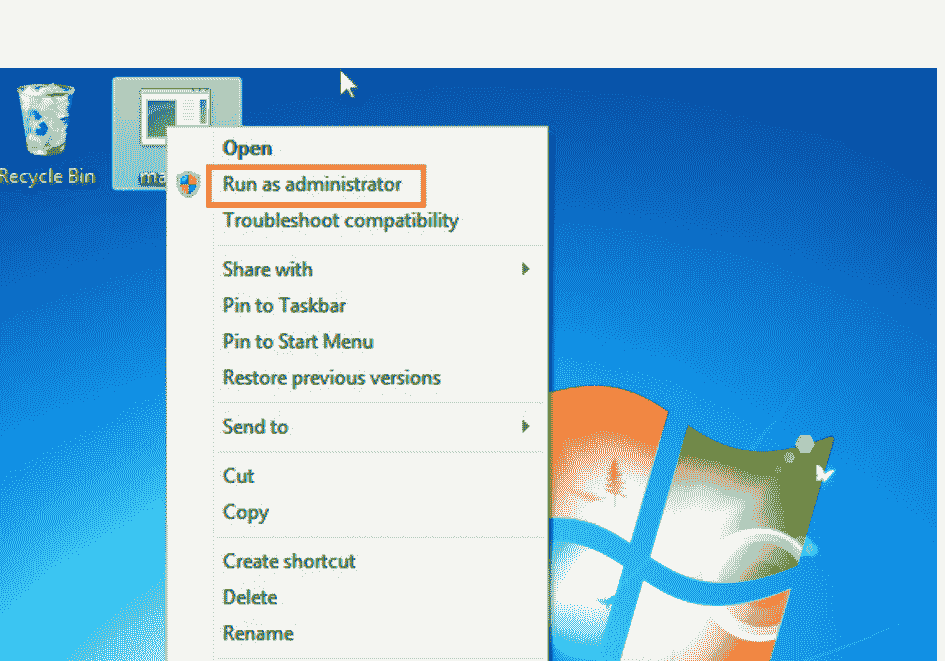 Recycle Bin
Open
Run as administrator
Troubleshoot compatibility
Share with
Pin to Taskbar
Pin to Start Menu
Restore previous versions
Send to
Cut
Copy
Create shortcut
Delete
Rename